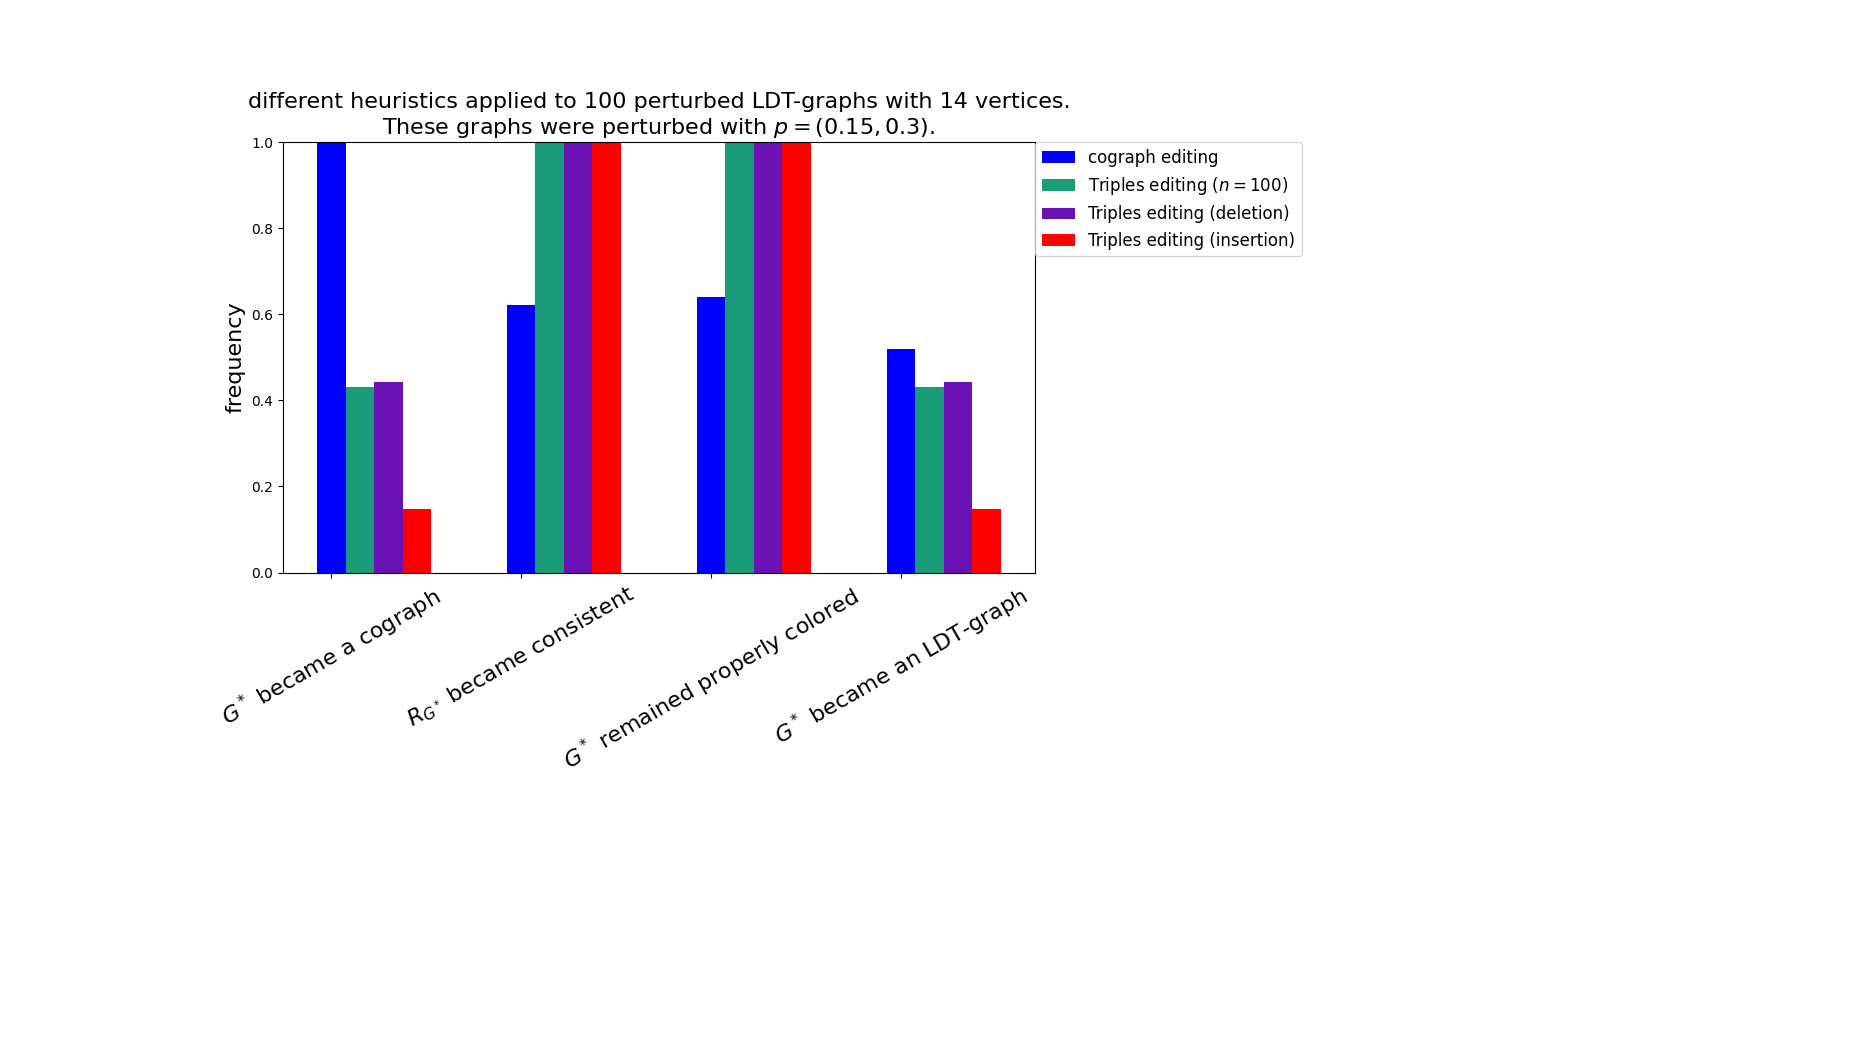 different heuristics applied to 100 perturbed LDT-graphs with 14 vertices.
These graphs were perturbed with p = (0.15, 0.3).
1.0
0.8
0.6
0.4
0.2
0.0
frequency
cograph editing
Triples editing (n = 100)
Triples editing (deletion)
Triples editing (insertion)
G* became a cograph
R_G* became consistent
G* remained properly colored
G* became an LDT-graph